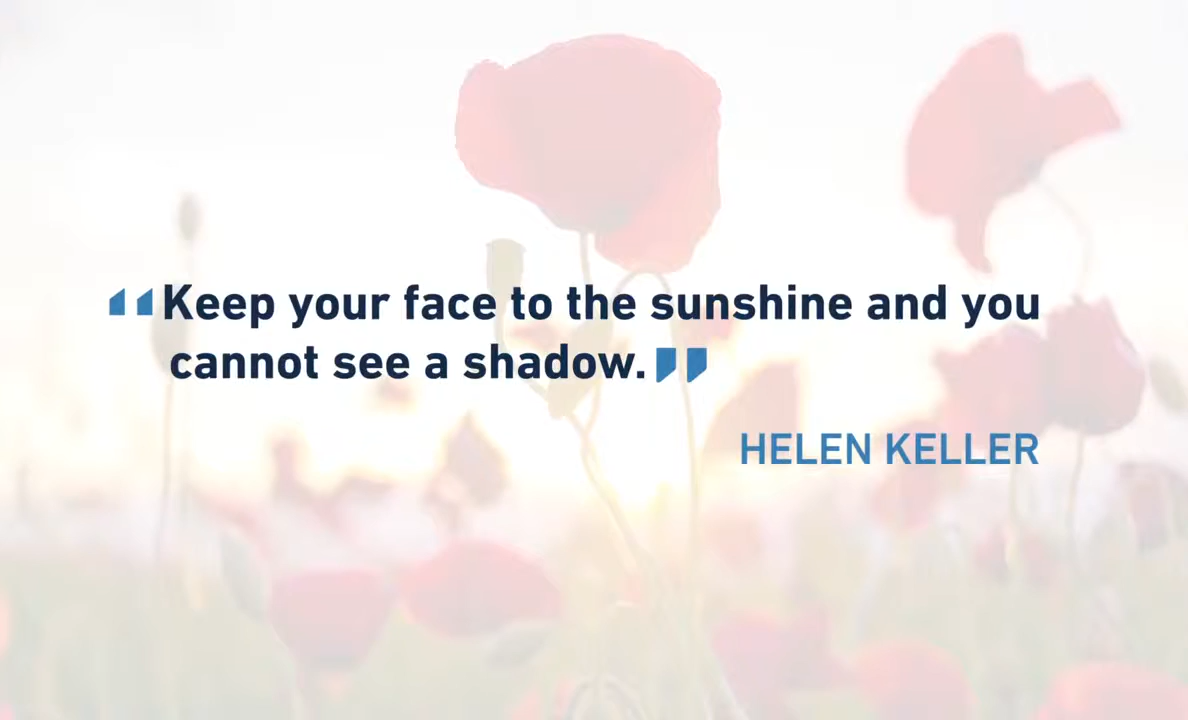 “Keep your face to the sunshine and you
cannot see a shadow.”
HELEN KELLER